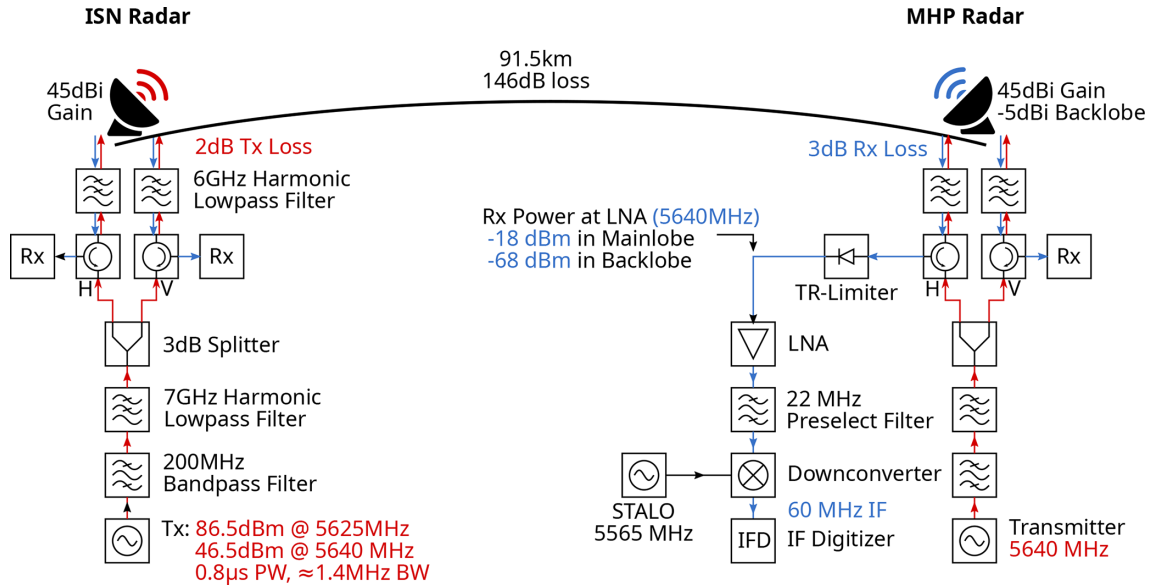 ISN Radar
MHP Radar
91.5km
146dB loss
45dBi
Gain
45dBi Gain
-5dBi Backlobe
2dB Tx Loss
3dB Rx Loss
6GHz Harmonic
Lowpass Filter
Rx Power at LNA (5640MHz)
-18 dBm in Mainlobe
-68 dBm in Backlobe
Rx
Rx
Rx
H
V
TR-Limiter
H
V
3dB Splitter
LNA
7GHz Harmonic
Lowpass Filter
22 MHz
Preselect Filter
200MHz
Bandpass Filter
Downconverter
STALO
5565 MHz
60 MHz IF
IFD
IF Digitizer
Tx: 86.5dBm @ 5625MHz
46.5dBm @ 5640 MHz
0.8µs PW, ≈1.4MHz BW
Transmitter
5640 MHz